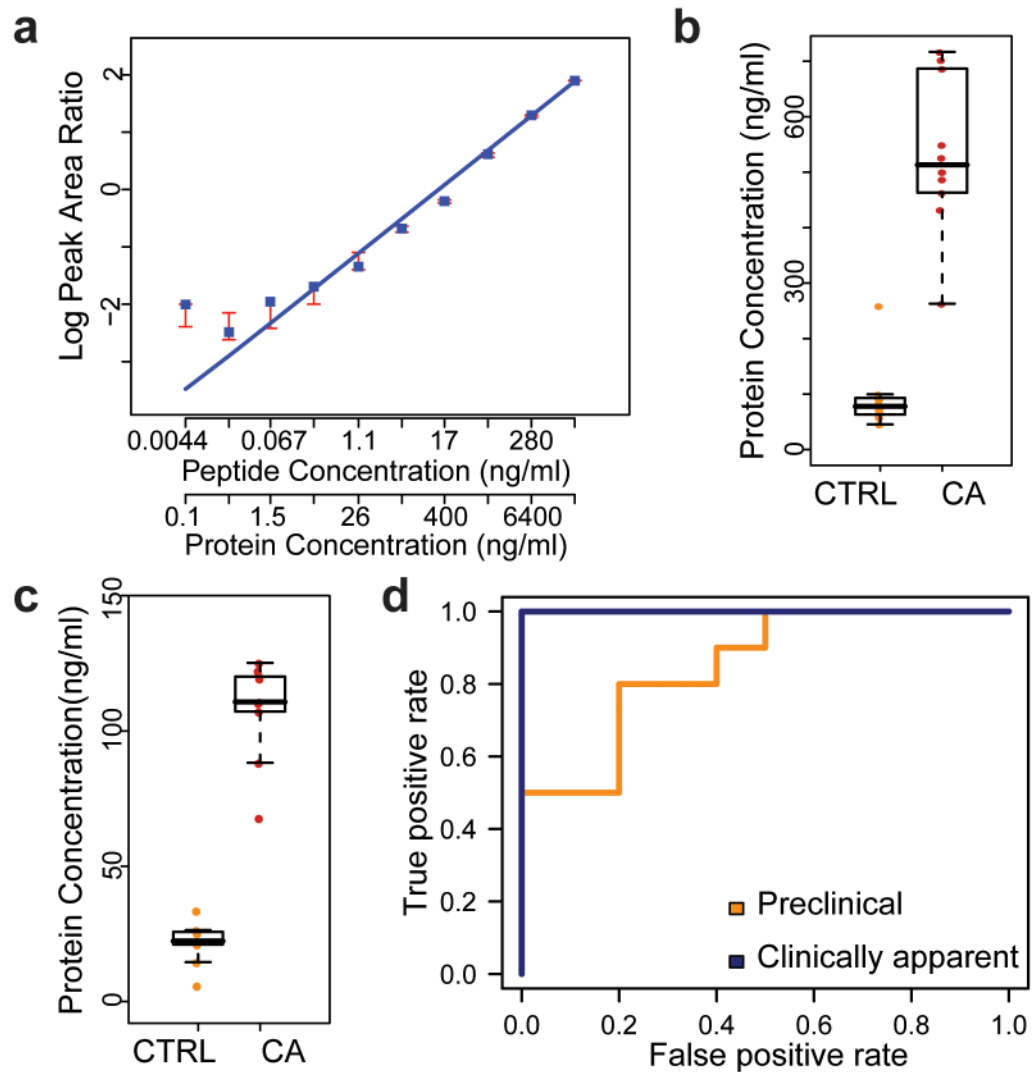 a
Log Peak Area Ratio
2
0
−2
0.0044 0.067 1.1 17 280
Peptide Concentration (ng/ml)
0.1 1.5 26 400 6400
Protein Concentration (ng/ml)
b
Protein Concentration (ng/ml)
600
300
0
CTRL CA
c
Protein Concentration(ng/ml)
150
100
50
0
CTRL CA
d
True positive rate
1.0
0.8
0.6
0.4
0.2
0.0
Preclinical
Clinically apparent
0.0 0.2 0.4 0.6 0.8 1.0
False positive rate